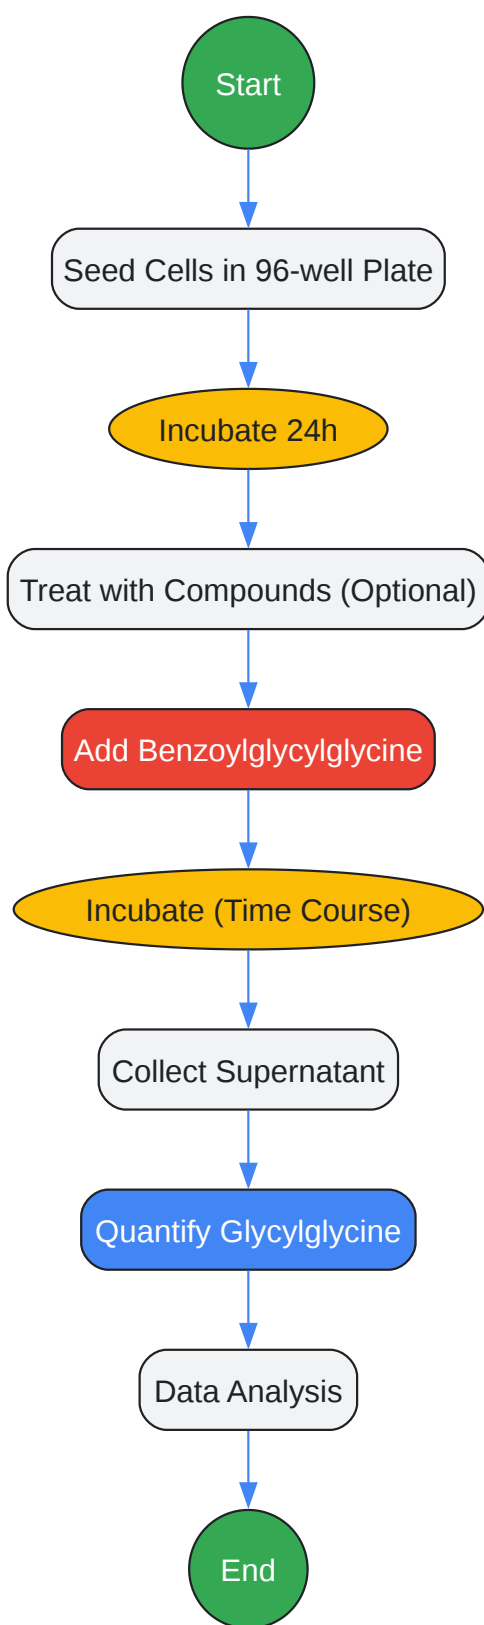 Start
Seed Cells in 96-well Plate
Incubate 24h
Treat with Compounds (Optional)
Add Benzoylglycylglycine
Incubate (Time Course)
Collect Supernatant
Quantify Glycylglycine
Data Analysis
End